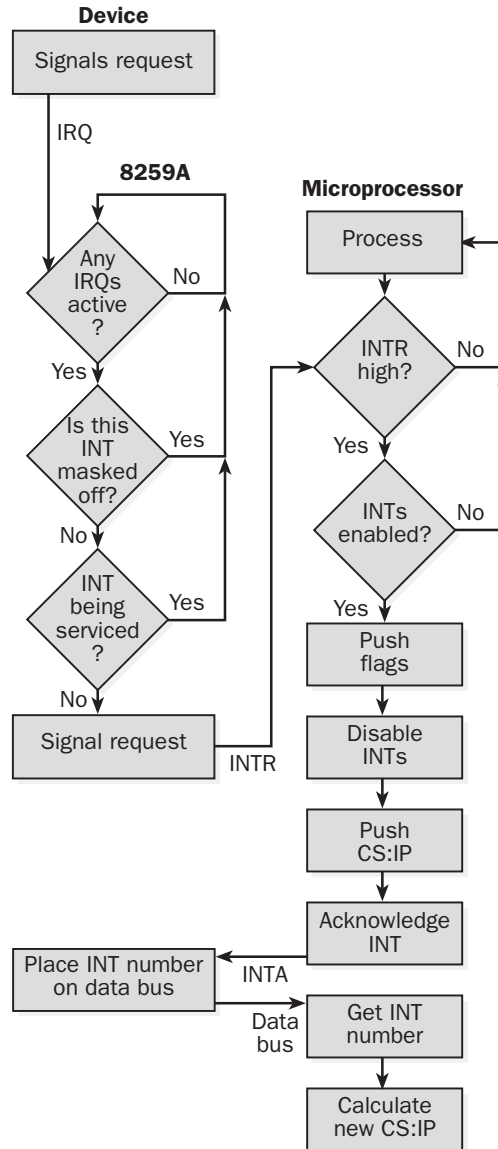 Device
Signals request
IRQ
8259A
Any
IRQs
active
?
No
Yes
Is this
INT
masked
off?
Yes
No
INT
being
serviced
?
Yes
No
Signal request
INTR
Microprocessor
Process
INTR
high?
No
Yes
INTs
enabled?
No
Yes
Push
flags
Disable
INTs
Push
CS:IP
Acknowledge
INT
INTA
Place INT number
on data bus
Data
bus
Get INT
number
Calculate
new CS:IP